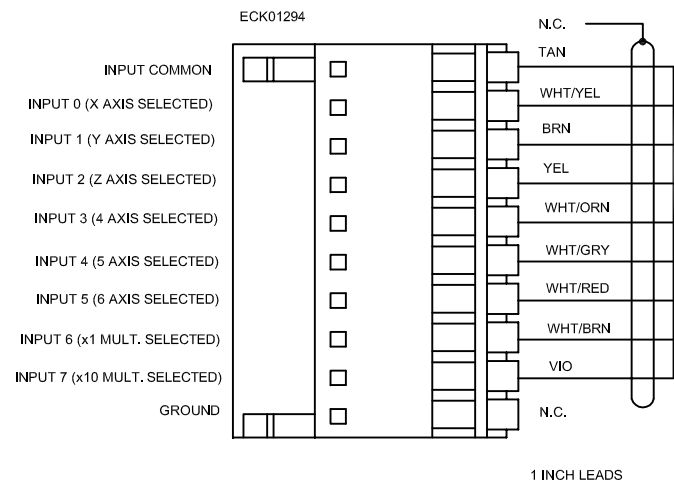 ECK01294
N.C.
INPUT COMMON
TAN
INPUT 0 (X AXIS SELECTED)
WHT/YEL
INPUT 1 (Y AXIS SELECTED)
BRN
INPUT 2 (Z AXIS SELECTED)
YEL
INPUT 3 (4 AXIS SELECTED)
WHT/ORN
INPUT 4 (5 AXIS SELECTED)
WHT/GRY
INPUT 5 (6 AXIS SELECTED)
WHT/RED
INPUT 6 (x1 MULT. SELECTED)
WHT/BRN
INPUT 7 (x10 MULT. SELECTED)
VIO
GROUND
N.C.
1 INCH LEADS